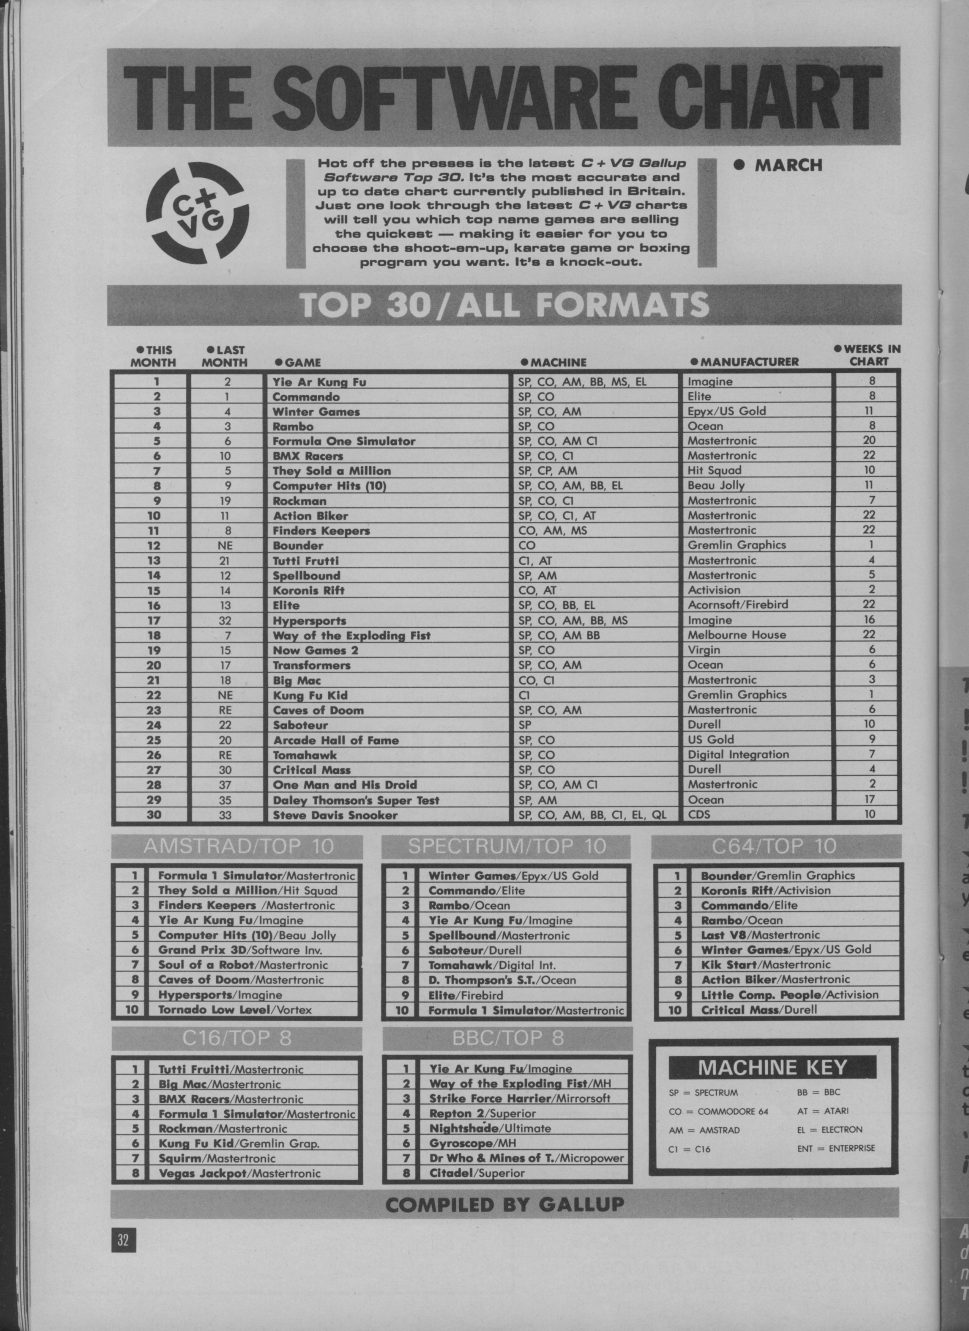 THE SOFTWARE CHART
C+
VG
Hot off the presses is the latest C + VG Gallup
Software Top 30. It's the most accurate and
up to date chart currently published in Britain.
Just one look through the latest C + VG charts
will tell you which top name games are selling
the quickest — making it easier for you to
choose the shoot-em-up, karate game or boxing
program you want. It's a knock-out.
● MARCH
TOP 30/ALL FORMATS
●THIS MONTH ●LAST MONTH ●GAME ●MACHINE ●MANUFACTURER ●WEEKS IN CHART
1 2 Yie Ar Kung Fu SP, CO, AM, BB, MS, EL Imagine 8
2 1 Commando SP, CO Elite 8
3 4 Winter Games SP, CO, AM Epyx/US Gold 11
4 3 Rambo SP, CO Ocean 8
5 6 Formula One Simulator SP, CO, AM C1 Mastertronic 20
6 10 BMX Racers SP, CO, C1 Mastertronic 22
7 5 They Sold a Million SP, CP, AM Hit Squad 10
8 9 Computer Hits (10) SP, CO, AM, BB, EL Beau Jolly 11
9 19 Rockman SP, CO, C1 Mastertronic 7
10 11 Action Biker SP, CO, C1, AT Mastertronic 22
11 8 Finders Keepers CO, AM, MS Mastertronic 22
12 NE Bounder CO Gremlin Graphics 1
13 21 Tutti Frutti C1, AT Mastertronic 4
14 12 Spellbound SP, AM Mastertronic 5
15 14 Koronis Rift CO, AT Activision 2
16 13 Elite SP, CO, BB, EL Acornsoft/Firebird 22
17 32 Hypersports SP, CO, AM, BB, MS Imagine 16
18 7 Way of the Exploding Fist SP, CO, AM BB Melbourne House 22
19 15 Now Games 2 SP, CO Virgin 6
20 17 Transformers SP, CO, AM Ocean 6
21 18 Big Mac CO, C1 Mastertronic 3
22 NE Kung Fu Kid C1 Gremlin Graphics 1
23 RE Caves of Doom SP, CO, AM Mastertronic 6
24 22 Saboteur SP Durell 10
25 20 Arcade Hall of Fame SP, CO US Gold 9
26 RE Tomahawk SP, CO Digital Integration 7
27 30 Critical Mass SP, CO Durell 4
28 37 One Man and His Droid SP, CO, AM C1 Mastertronic 2
29 35 Daley Thomson's Super Test SP, AM Ocean 17
30 33 Steve Davis Snooker SP, CO, AM, BB, C1, EL, QL CDS 10
AMSTRAD/TOP 10
1 Formula 1 Simulator/Mastertronic
2 They Sold a Million/Hit Squad
3 Finders Keepers /Mastertronic
4 Yie Ar Kung Fu/Imagine
5 Computer Hits (10)/Beau Jolly
6 Grand Prix 3D/Software Inv.
7 Soul of a Robot/Mastertronic
8 Caves of Doom/Mastertronic
9 Hypersports/Imagine
10 Tornado Low Level/Vortex
SPECTRUM/TOP 10
1 Winter Games/Epyx/US Gold
2 Commando/Elite
3 Rambo/Ocean
4 Yie Ar Kung Fu/Imagine
5 Spellbound/Mastertronic
6 Saboteur/Durell
7 Tomahawk/Digital Int.
8 D. Thompson's S.T./Ocean
9 Elite/Firebird
10 Formula 1 Simulator/Mastertronic
C64/TOP 10
1 Bounder/Gremlin Graphics
2 Koronis Rift/Activision
3 Commando/Elite
4 Rambo/Ocean
5 Last V8/Mastertronic
6 Winter Games/Epyx/US Gold
7 Kik Start/Mastertronic
8 Action Biker/Mastertronic
9 Little Comp. People/Activision
10 Critical Mass/Durell
C16/TOP 8
1 Tutti Fruitti/Mastertronic
2 Big Mac/Mastertronic
3 BMX Racers/Mastertronic
4 Formula 1 Simulator/Mastertronic
5 Rockman/Mastertronic
6 Kung Fu Kid/Gremlin Grap.
7 Squirm/Mastertronic
8 Vegas Jackpot/Mastertronic
BBC/TOP 8
1 Yie Ar Kung Fu/Imagine
2 Way of the Exploding Fist/MH
3 Strike Force Harrier/Mirrorsoft
4 Repton 2/Superior
5 Nightshade/Ultimate
6 Gyroscope/MH
7 Dr Who & Mines of T./Micropower
8 Citadel/Superior
MACHINE KEY
SP = SPECTRUM BB = BBC
CO = COMMODORE 64 AT = ATARI
AM = AMSTRAD EL = ELECTRON
C1 = C16 ENT = ENTERPRISE
COMPILED BY GALLUP
32